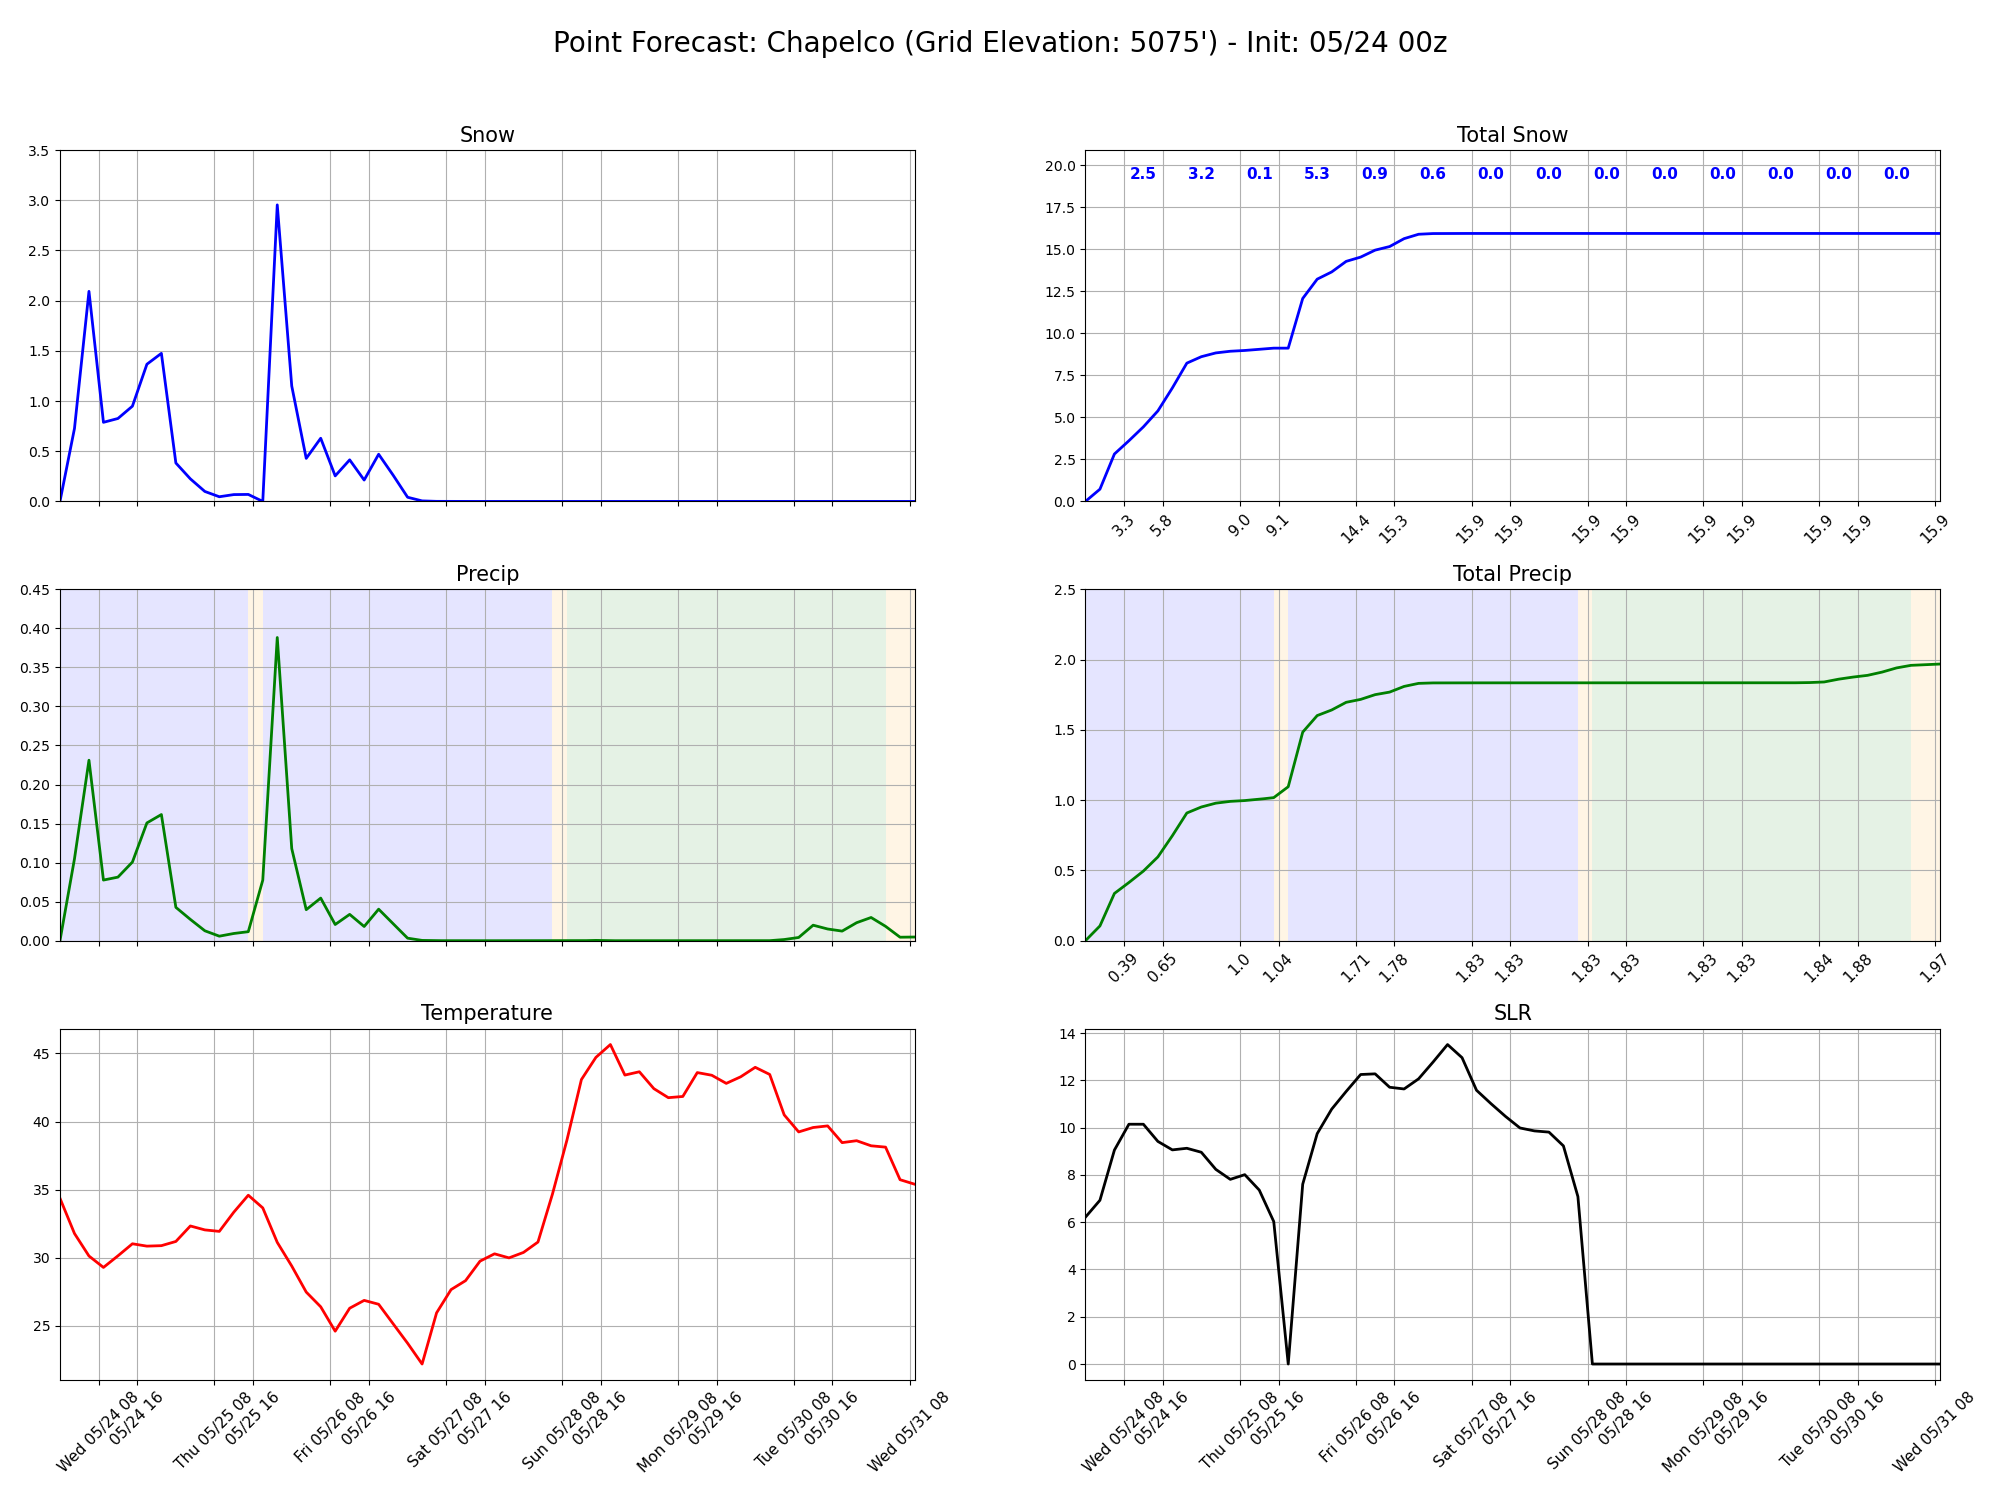 Point Forecast: Chapelco (Grid Elevation: 5075') - Init: 05/24 00z
Snow
3.5
3.0
2.5
2.0
1.5
1.0
0.5
0.0
Total Snow
20.0
17.5
15.0
12.5
10.0
7.5
5.0
2.5
0.0
2.5 3.2 0.1 5.3 0.9 0.6 0.0 0.0 0.0 0.0 0.0 0.0 0.0 0.0
3.3 5.8 9.0 9.1 14.4 15.3 15.9 15.9 15.9 15.9 15.9 15.9 15.9 15.9 15.9
Precip
0.45
0.40
0.35
0.30
0.25
0.20
0.15
0.10
0.05
0.00
Total Precip
2.5
2.0
1.5
1.0
0.5
0.0
0.39 0.65 1.0 1.04 1.71 1.78 1.83 1.83 1.83 1.83 1.83 1.83 1.84 1.88 1.97
Temperature
45
40
35
30
25
Wed 05/24 08
05/24 16
Thu 05/25 08
05/25 16
Fri 05/26 08
05/26 16
Sat 05/27 08
05/27 16
Sun 05/28 08
05/28 16
Mon 05/29 08
05/29 16
Tue 05/30 08
05/30 16
Wed 05/31 08
SLR
14
12
10
8
6
4
2
0
Wed 05/24 08
05/24 16
Thu 05/25 08
05/25 16
Fri 05/26 08
05/26 16
Sat 05/27 08
05/27 16
Sun 05/28 08
05/28 16
Mon 05/29 08
05/29 16
Tue 05/30 08
05/30 16
Wed 05/31 08